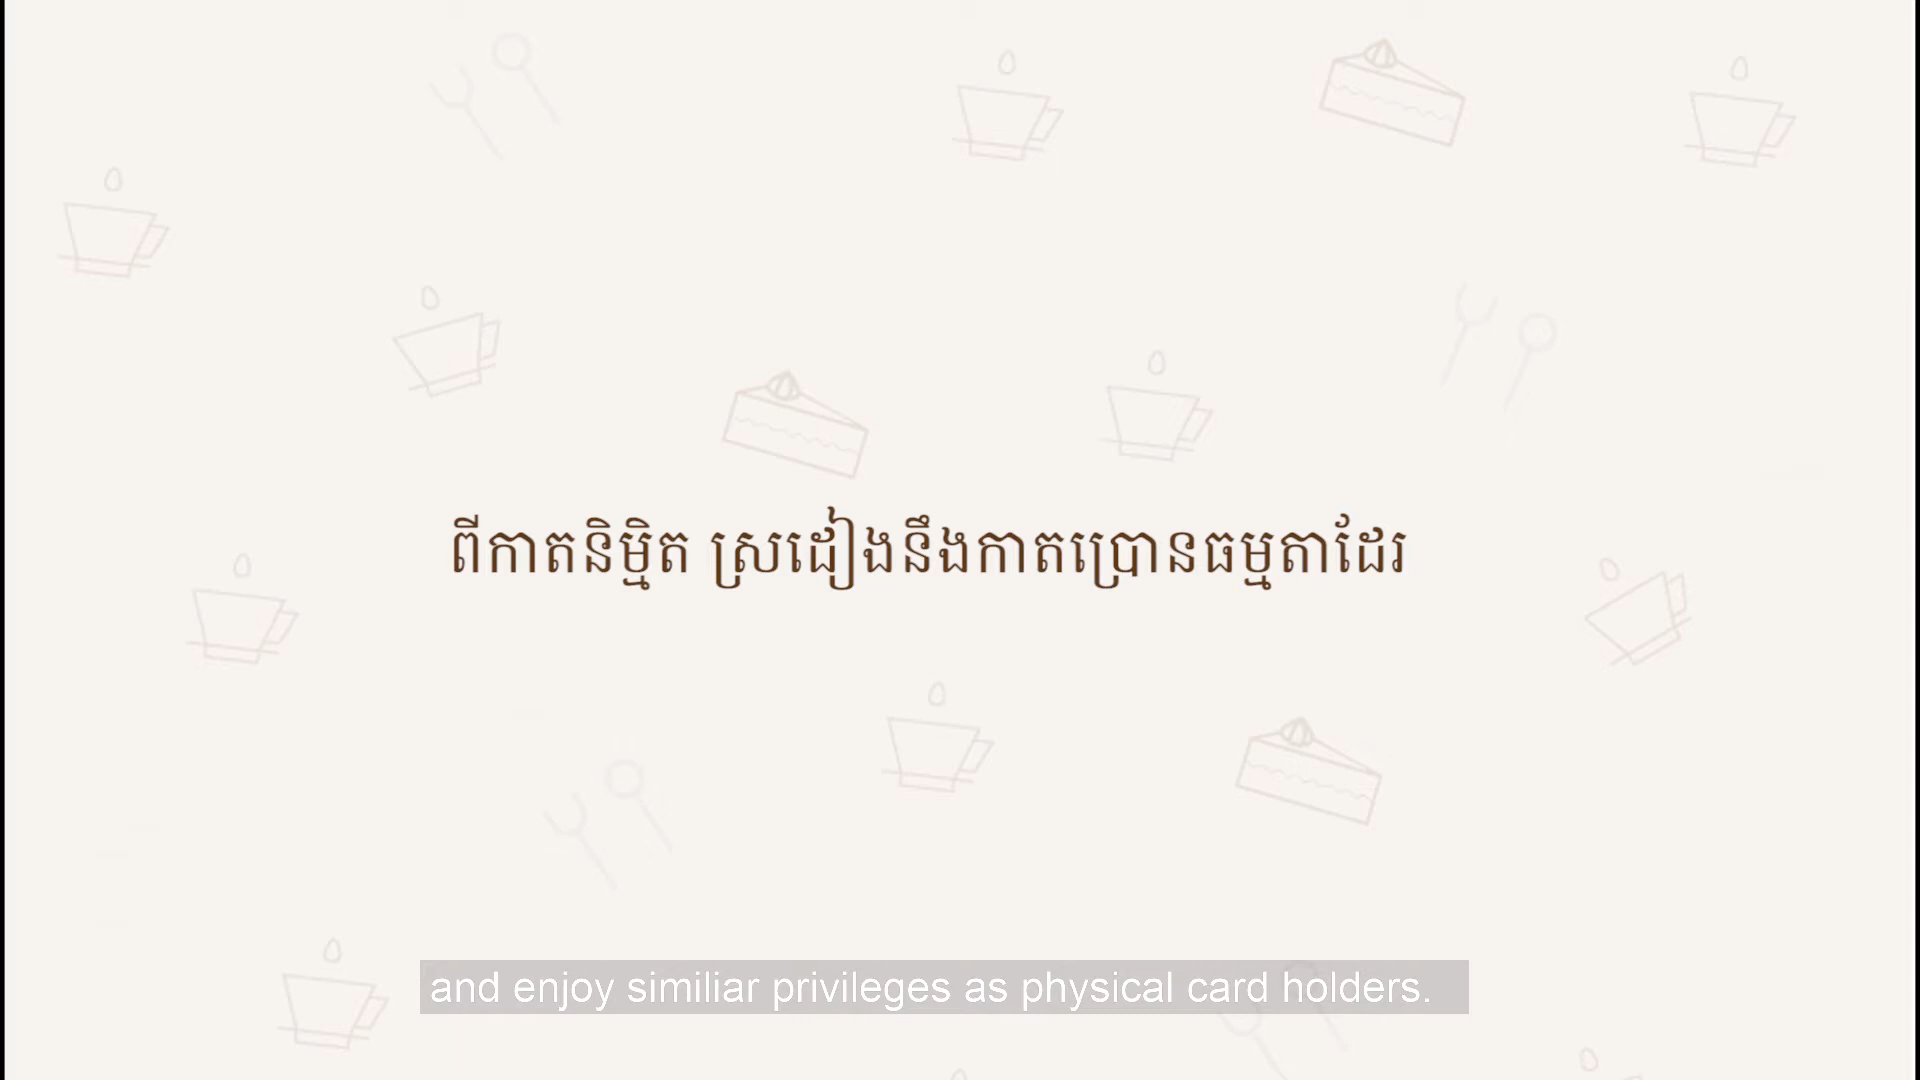 ពីកាតនិម្មិត ស្រដៀងនឹងកាតប្រោនធម្មតាដែរ
and enjoy similiar privileges as physical card holders.